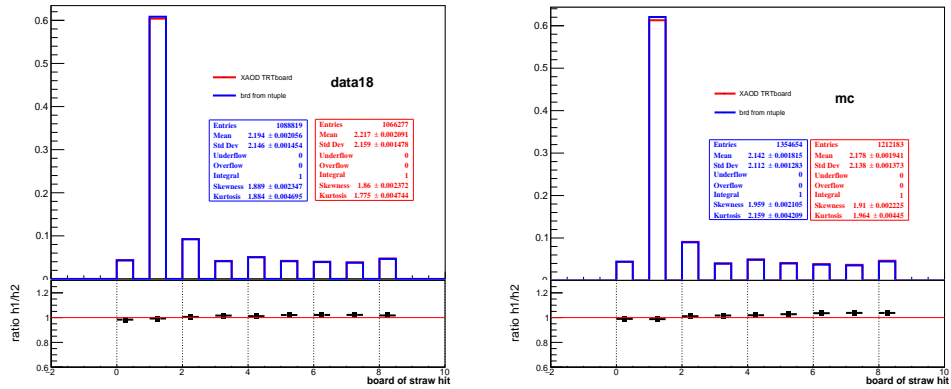 0.6
0.5
0.4
0.3
0.2
0.1
0
XAOD TRTboard
brd from ntuple
data18
Entries 1088819
Mean 2.194 ± 0.002056
Std Dev 2.146 ± 0.001454
Underflow 0
Overflow 0
Integral 1
Skewness 1.889 ± 0.002347
Kurtosis 1.884 ± 0.004695
Entries 1066277
Mean 2.217 ± 0.002091
Std Dev 2.159 ± 0.001478
Underflow 0
Overflow 0
Integral 1
Skewness 1.86 ± 0.002372
Kurtosis 1.775 ± 0.004744
ratio h1/h2
1.2
1
0.8
0.6
−2 0 2 4 6 8 10
board of straw hit
0.6
0.5
0.4
0.3
0.2
0.1
0
XAOD TRTboard
brd from ntuple
mc
Entries 1354654
Mean 2.142 ± 0.001815
Std Dev 2.112 ± 0.001283
Underflow 0
Overflow 0
Integral 1
Skewness 1.959 ± 0.002105
Kurtosis 2.159 ± 0.004209
Entries 1212183
Mean 2.178 ± 0.001941
Std Dev 2.138 ± 0.001373
Underflow 0
Overflow 0
Integral 1
Skewness 1.91 ± 0.002225
Kurtosis 1.964 ± 0.00445
ratio h1/h2
1.2
1
0.8
0.6
−2 0 2 4 6 8 10
board of straw hit